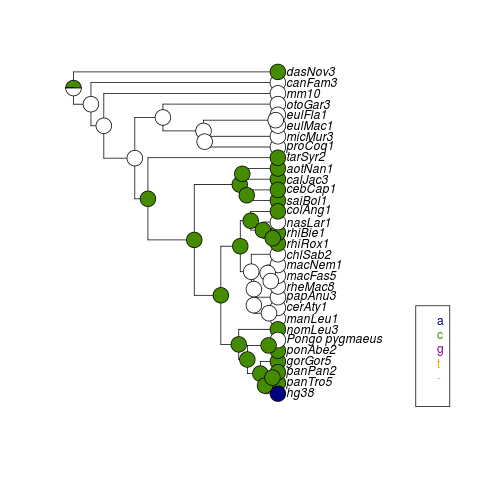 dasNov3
canFam3
mm10
otoGar3
eulFla1
eulMac1
micMur3
proCoq1
tarSyr2
aotNan1
calJac3
cebCap1
saiBol1
colAng1
nasLar1
rhiBie1
rhiRox1
chlSab2
macNem1
macFas5
rheMac8
papAnu3
cerAty1
manLeu1
nomLeu3
Pongo pygmaeus
ponAbe2
gorGor5
panPan2
panTro5
hg38
a
c
g
t
-